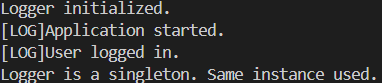 Logger initialized.
[LOG]Application started.
[LOG]User logged in.
Logger is a singleton. Same instance used.